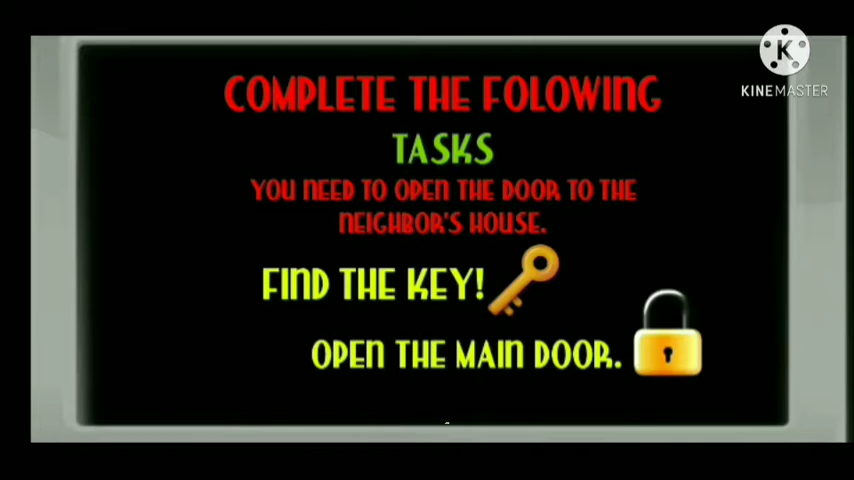 KINEMASTER
COMPLETE THE FOLOWING
TASKS
YOU NEED TO OPEN THE DOOR TO THE
NEIGHBOR'S HOUSE.
FIND THE KEY!
OPEN THE MAIN DOOR.